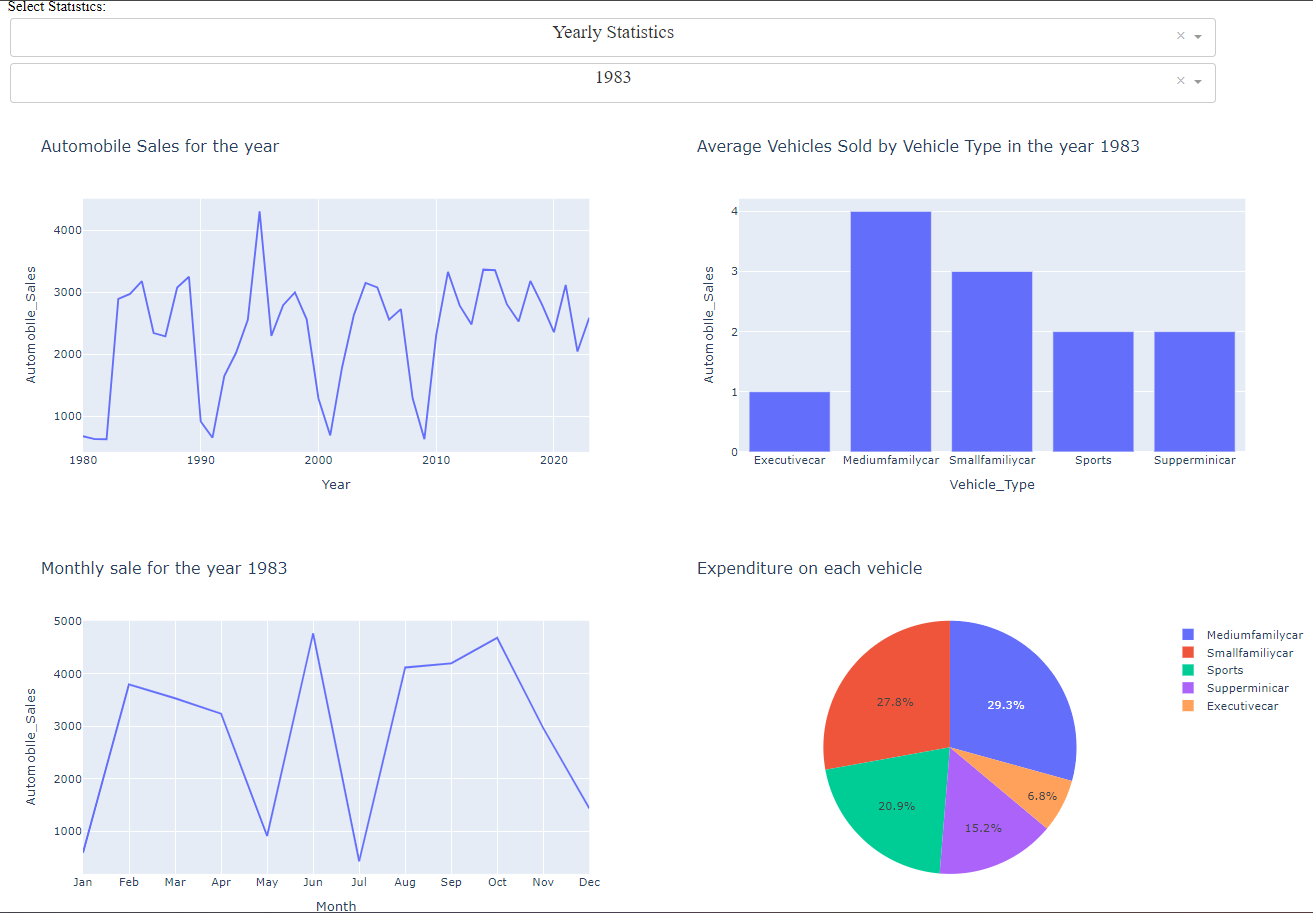 Select Statistics:
Yearly Statistics
× 
1983
×
Automobile Sales for the year
4000
3000
2000
1000
Automobile_Sales
1980 1990 2000 2010 2020
Year
Average Vehicles Sold by Vehicle Type in the year 1983
4
3
2
1
0
Automobile_Sales
Executivecar Mediumfamilycar Smallfamiliycar Sports Supperminicar
Vehicle_Type
Monthly sale for the year 1983
5000
4000
3000
2000
1000
Automobile_Sales
Jan Feb Mar Apr May Jun Jul Aug Sep Oct Nov Dec
Month
Expenditure on each vehicle
29.3%
27.8%
20.9%
15.2%
6.8%
Mediumfamilycar
Smallfamiliycar
Sports
Supperminicar
Executivecar